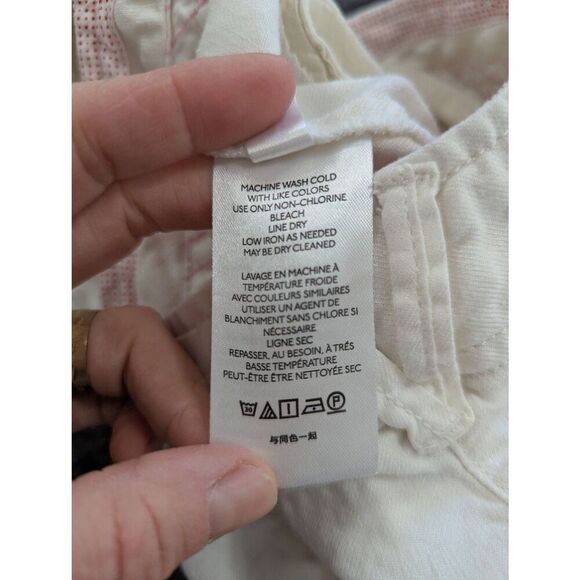 MACHINE WASH COLD
WITH LIKE COLORS
USE ONLY NON-CHLORINE
BLEACH
LINE DRY
LOW IRON AS NEEDED
MAY BE DRY CLEANED
LAVAGE EN MACHINE À
TEMPÉRATURE FROIDE
AVEC COULEURS SIMILAIRES
UTILISER UN AGENT DE
BLANCHIMENT SANS CHLORE SI
NÉCESSAIRE
LIGNE SEC
REPASSER, AU BESOIN, À TRÉS
BASSE TEMPÉRATURE
PEUT-ÊTRE ÊTRE NETTOYÉE SEC
30 P
与同色一起